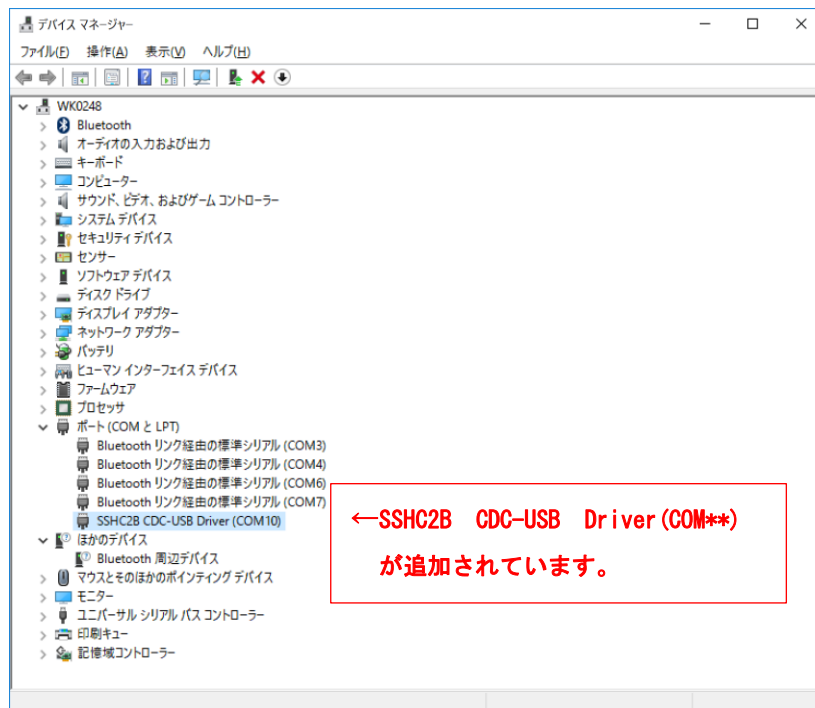 デバイス マネージャー
ファイル(F) 操作(A) 表示(V) ヘルプ(H)
WK0248
Bluetooth
オーディオの入力および出力
キーボード
コンピューター
サウンド、ビデオ、およびゲーム コントローラー
システム デバイス
セキュリティ デバイス
センサー
ソフトウェア デバイス
ディスク ドライブ
ディスプレイ アダプター
ネットワーク アダプター
バッテリ
ヒューマン インターフェイス デバイス
ファームウェア
プロセッサ
ポート (COM と LPT)
Bluetooth リンク経由の標準シリアル (COM3)
Bluetooth リンク経由の標準シリアル (COM4)
Bluetooth リンク経由の標準シリアル (COM6)
Bluetooth リンク経由の標準シリアル (COM7)
SSHC2B CDC-USB Driver (COM10)
←SSHC2B CDC-USB Driver(COM**)
が追加されています。
ほかのデバイス
Bluetooth 周辺デバイス
マウスとそのほかのポインティング デバイス
モニター
ユニバーサル シリアル バス コントローラー
印刷キュー
記憶域コントローラー